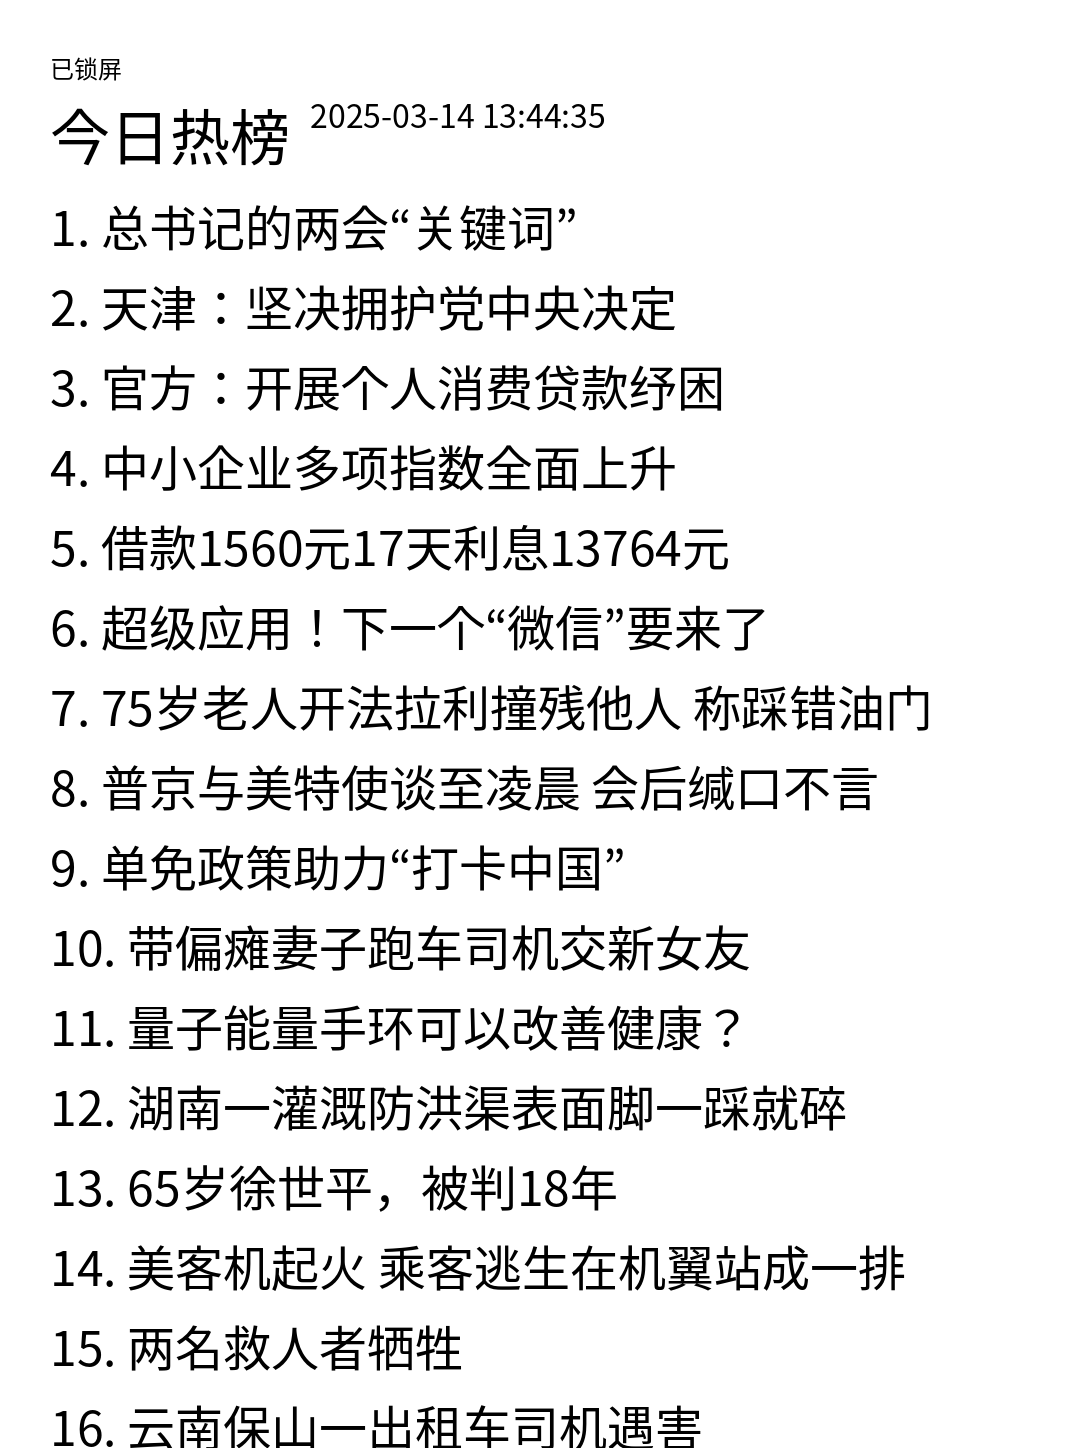 已锁屏
今日热榜 2025-03-14 13:44:35
1. 总书记的两会“关键词”
2. 天津：坚决拥护党中央决定
3. 官方：开展个人消费贷款纾困
4. 中小企业多项指数全面上升
5. 借款1560元17天利息13764元
6. 超级应用！下一个“微信”要来了
7. 75岁老人开法拉利撞残他人 称踩错油门
8. 普京与美特使谈至凌晨 会后缄口不言
9. 单免政策助力“打卡中国”
10. 带偏瘫妻子跑车司机交新女友
11. 量子能量手环可以改善健康？
12. 湖南一灌溉防洪渠表面脚一踩就碎
13. 65岁徐世平，被判18年
14. 美客机起火 乘客逃生在机翼站成一排
15. 两名救人者牺牲
16. 云南保山一出租车司机遇害